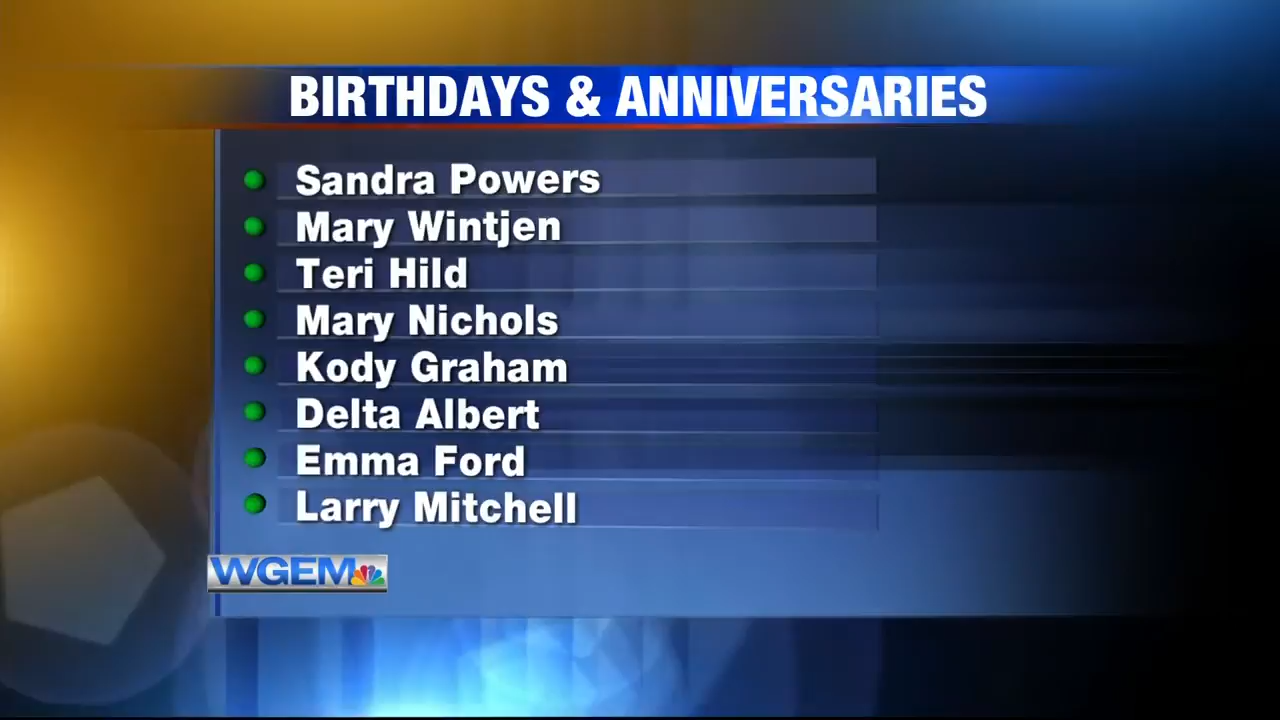 BIRTHDAYS & ANNIVERSARIES
Sandra Powers
Mary Wintjen
Teri Hild
Mary Nichols
Kody Graham
Delta Albert
Emma Ford
Larry Mitchell
WGEM